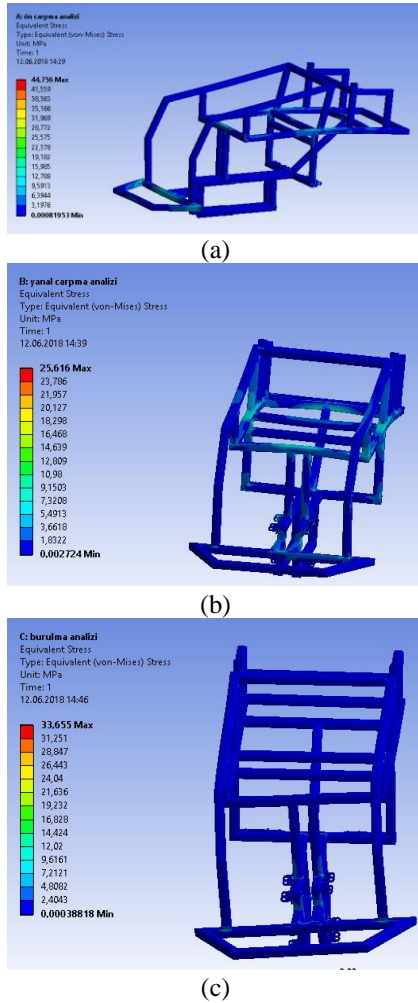 A: ön carpma analizi
Equivalent Stress
Type: Equivalent (von-Mises) Stress
Unit: MPa
Time: 1
12.06.2018 14:29
44,756 Max
41,559
38,363
35,166
31,969
28,772
25,575
22,378
19,182
15,985
12,788
9,5913
6,3944
3,1976
0,00081953 Min
(a)
B: yanal carpma analizi
Equivalent Stress
Type: Equivalent (von-Mises) Stress
Unit: MPa
Time: 1
12.06.2018 14:39
25,616 Max
23,786
21,957
20,127
18,298
16,468
14,639
12,809
10,98
9,1503
7,3208
5,4913
3,6618
1,8322
0,002724 Min
(b)
C: burulma analizi
Equivalent Stress
Type: Equivalent (von-Mises) Stress
Unit: MPa
Time: 1
12.06.2018 14:46
33,655 Max
31,251
28,847
26,443
24,04
21,636
19,232
16,828
14,424
12,02
9,6161
7,2121
4,8082
2,4043
0,00038818 Min
(c)